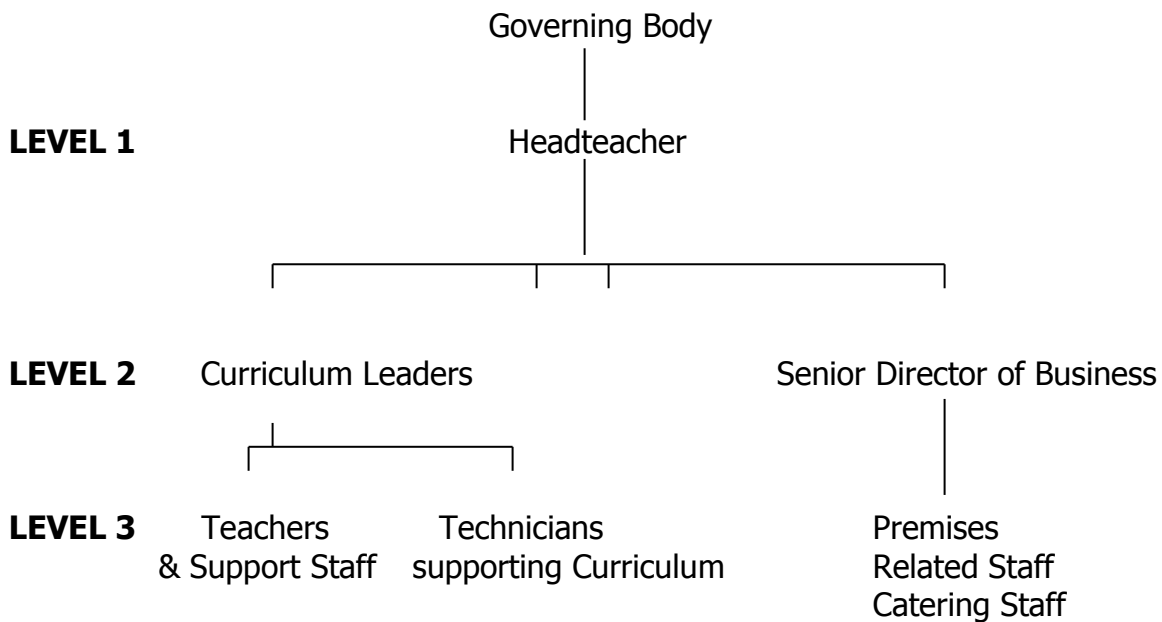 Governing Body
LEVEL 1 Headteacher
LEVEL 2 Curriculum Leaders Senior Director of Business
LEVEL 3 Teachers Technicians Premises
& Support Staff supporting Curriculum Related Staff
Catering Staff